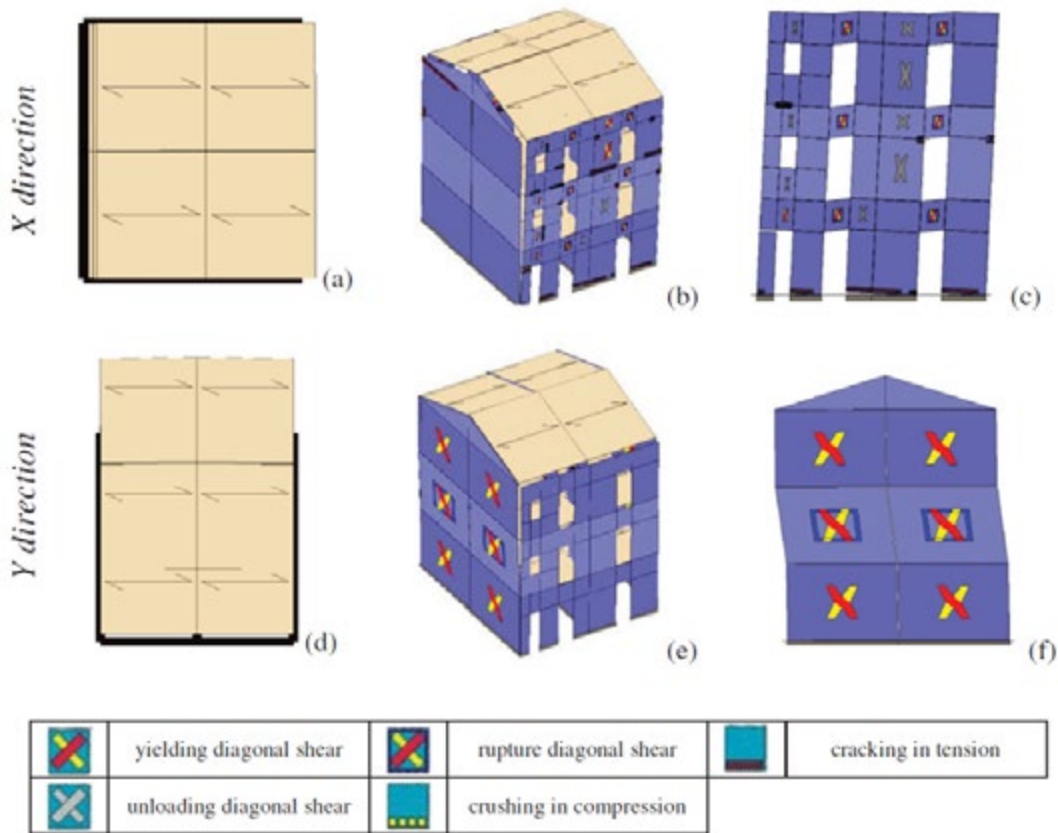 X direction
(a)
(b)
(c)
Y direction
(d)
(e)
(f)
yielding diagonal shear
rupture diagonal shear
cracking in tension
unloading diagonal shear
crushing in compression